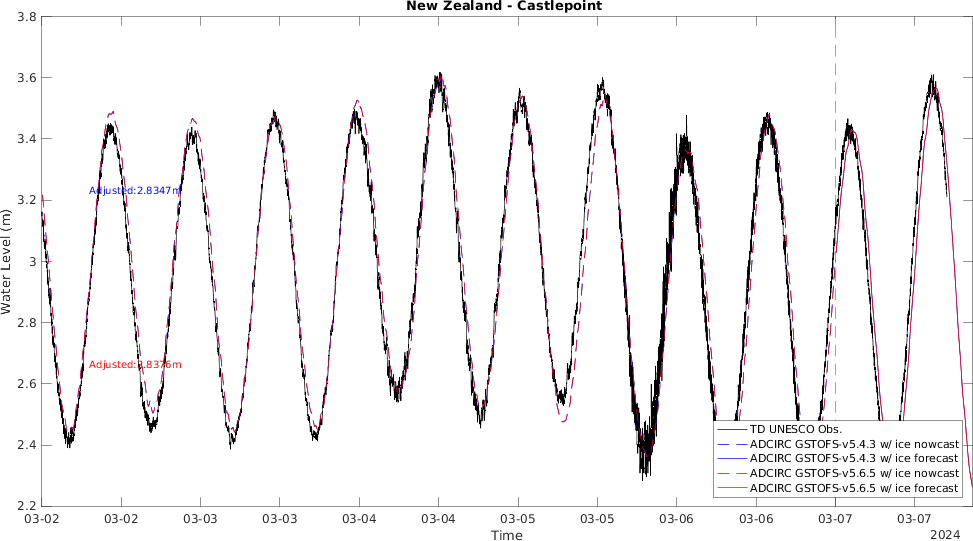 New Zealand - Castlepoint
Water Level (m)
3.8
3.6
3.4
3.2
3
2.8
2.6
2.4
2.2
Adjusted:2.8347m
Adjusted:2.8376m
TD UNESCO Obs.
ADCIRC GSTOFS-v5.4.3 w/ ice nowcast
ADCIRC GSTOFS-v5.4.3 w/ ice forecast
ADCIRC GSTOFS-v5.6.5 w/ ice nowcast
ADCIRC GSTOFS-v5.6.5 w/ ice forecast
03-02 03-02 03-03 03-03 03-04 03-04 03-05 03-05 03-06 03-06 03-07 03-07
Time
2024